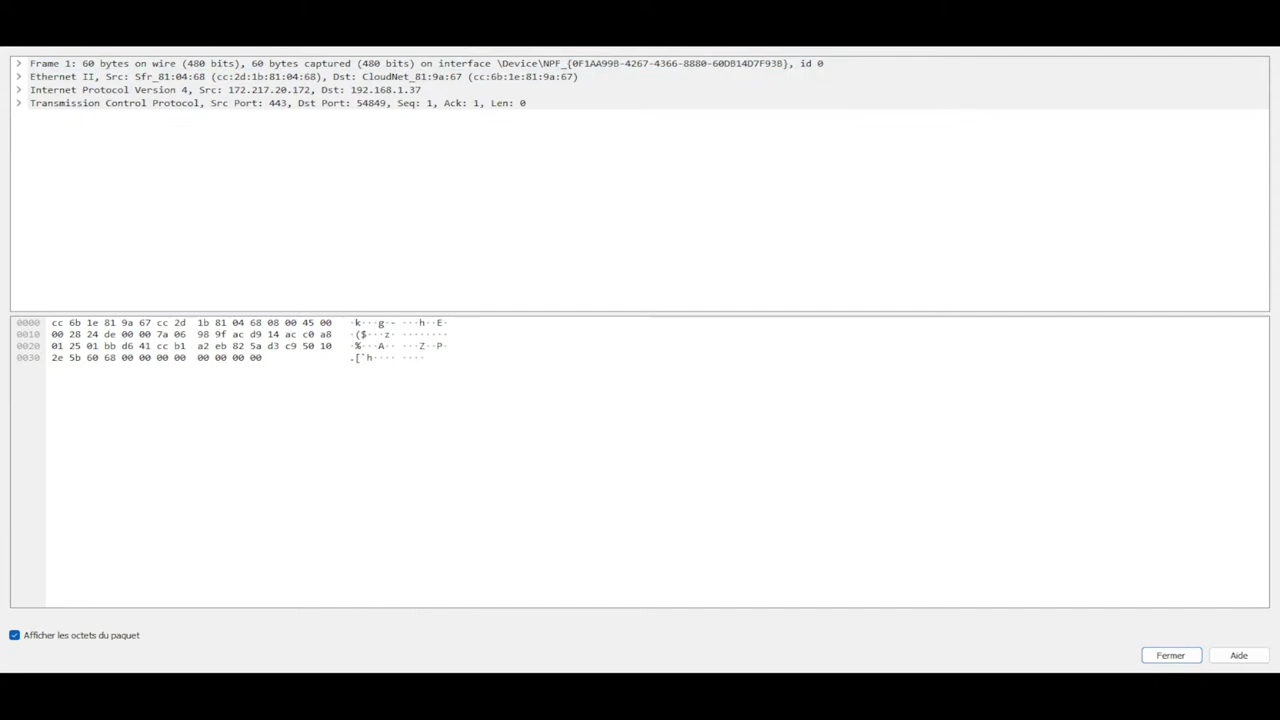 Frame 1: 60 bytes on wire (480 bits), 60 bytes captured (480 bits) on interface \Device\NPF_{0F1AA99B-4267-4366-8880-60DB14D7F93B}, id 0
Ethernet II, Src: Sfr_81:04:68 (cc:2d:1b:81:04:68), Dst: CloudNet_81:9a:67 (cc:6b:1e:81:9a:67)
Internet Protocol Version 4, Src: 172.217.20.172, Dst: 192.168.1.37
Transmission Control Protocol, Src Port: 443, Dst Port: 54849, Seq: 1, Ack: 1, Len: 0
0000 cc 6b 1e 81 9a 67 cc 2d 1b 81 04 68 08 00 45 00 ·k···g·- ···h··E·
0010 00 28 24 de 00 00 7a 06 98 9f ac d9 14 ac c0 a8 ·($···z· ········
0020 01 25 01 bb d6 41 cc b1 a2 eb 82 5a d3 c9 50 10 ·%···A·· ···Z··P·
0030 2e 5b 60 68 00 00 00 00 00 00 00 00 .[`h···· ····
Afficher les octets du paquet
Fermer
Aide